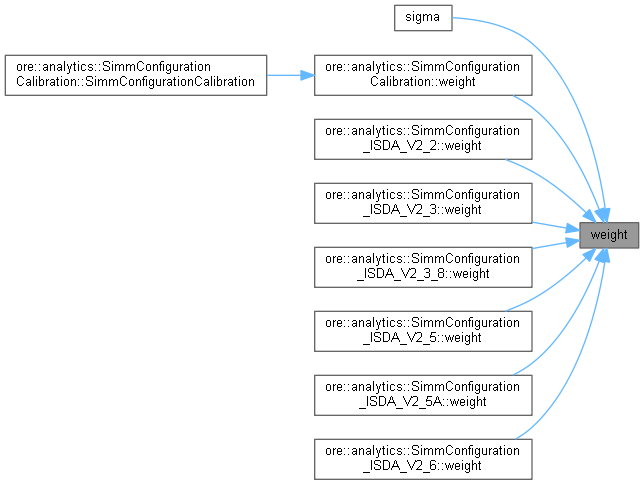 sigma
ore::analytics::SimmConfiguration
Calibration::SimmConfigurationCalibration
ore::analytics::SimmConfiguration
Calibration::weight
ore::analytics::SimmConfiguration
_ISDA_V2_2::weight
ore::analytics::SimmConfiguration
_ISDA_V2_3::weight
weight
ore::analytics::SimmConfiguration
_ISDA_V2_3_8::weight
ore::analytics::SimmConfiguration
_ISDA_V2_5::weight
ore::analytics::SimmConfiguration
_ISDA_V2_5A::weight
ore::analytics::SimmConfiguration
_ISDA_V2_6::weight